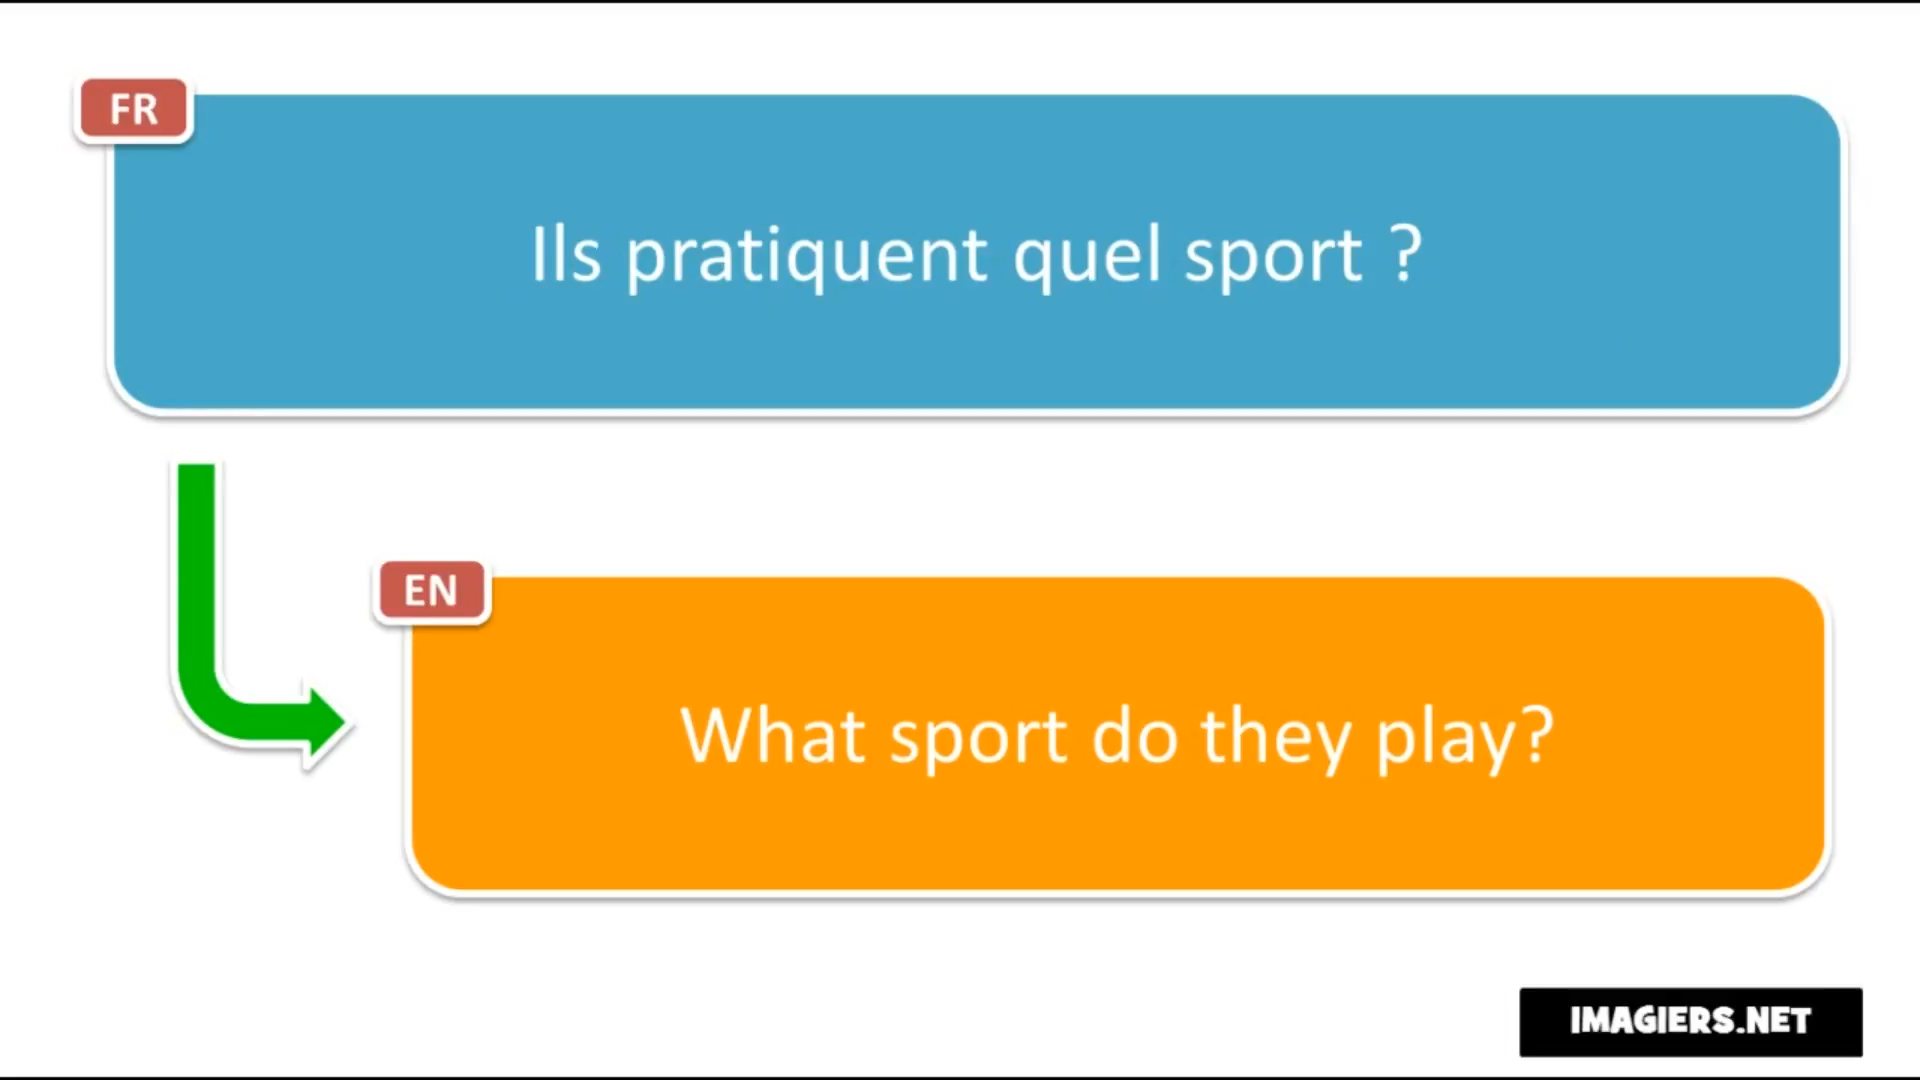 FR
Ils pratiquent quel sport ?
EN
What sport do they play?
IMAGIERS.NET